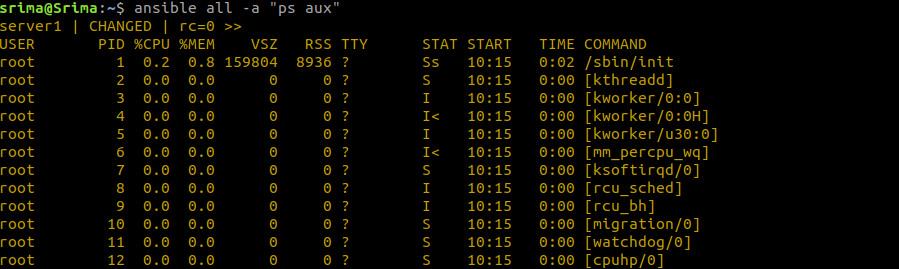 srima@Srima:~$ ansible all -a "ps aux"
server1 | CHANGED | rc=0 >>
USER       PID %CPU %MEM    VSZ   RSS TTY      STAT START   TIME COMMAND
root         1  0.2  0.8 159804  8936 ?        Ss   10:15   0:02 /sbin/init
root         2  0.0  0.0      0     0 ?        S    10:15   0:00 [kthreadd]
root         3  0.0  0.0      0     0 ?        I    10:15   0:00 [kworker/0:0]
root         4  0.0  0.0      0     0 ?        I<   10:15   0:00 [kworker/0:0H]
root         5  0.0  0.0      0     0 ?        I    10:15   0:00 [kworker/u30:0]
root         6  0.0  0.0      0     0 ?        I<   10:15   0:00 [mm_percpu_wq]
root         7  0.0  0.0      0     0 ?        S    10:15   0:00 [ksoftirqd/0]
root         8  0.0  0.0      0     0 ?        I    10:15   0:00 [rcu_sched]
root         9  0.0  0.0      0     0 ?        I    10:15   0:00 [rcu_bh]
root        10  0.0  0.0      0     0 ?        S    10:15   0:00 [migration/0]
root        11  0.0  0.0      0     0 ?        S    10:15   0:00 [watchdog/0]
root        12  0.0  0.0      0     0 ?        S    10:15   0:00 [cpuhp/0]